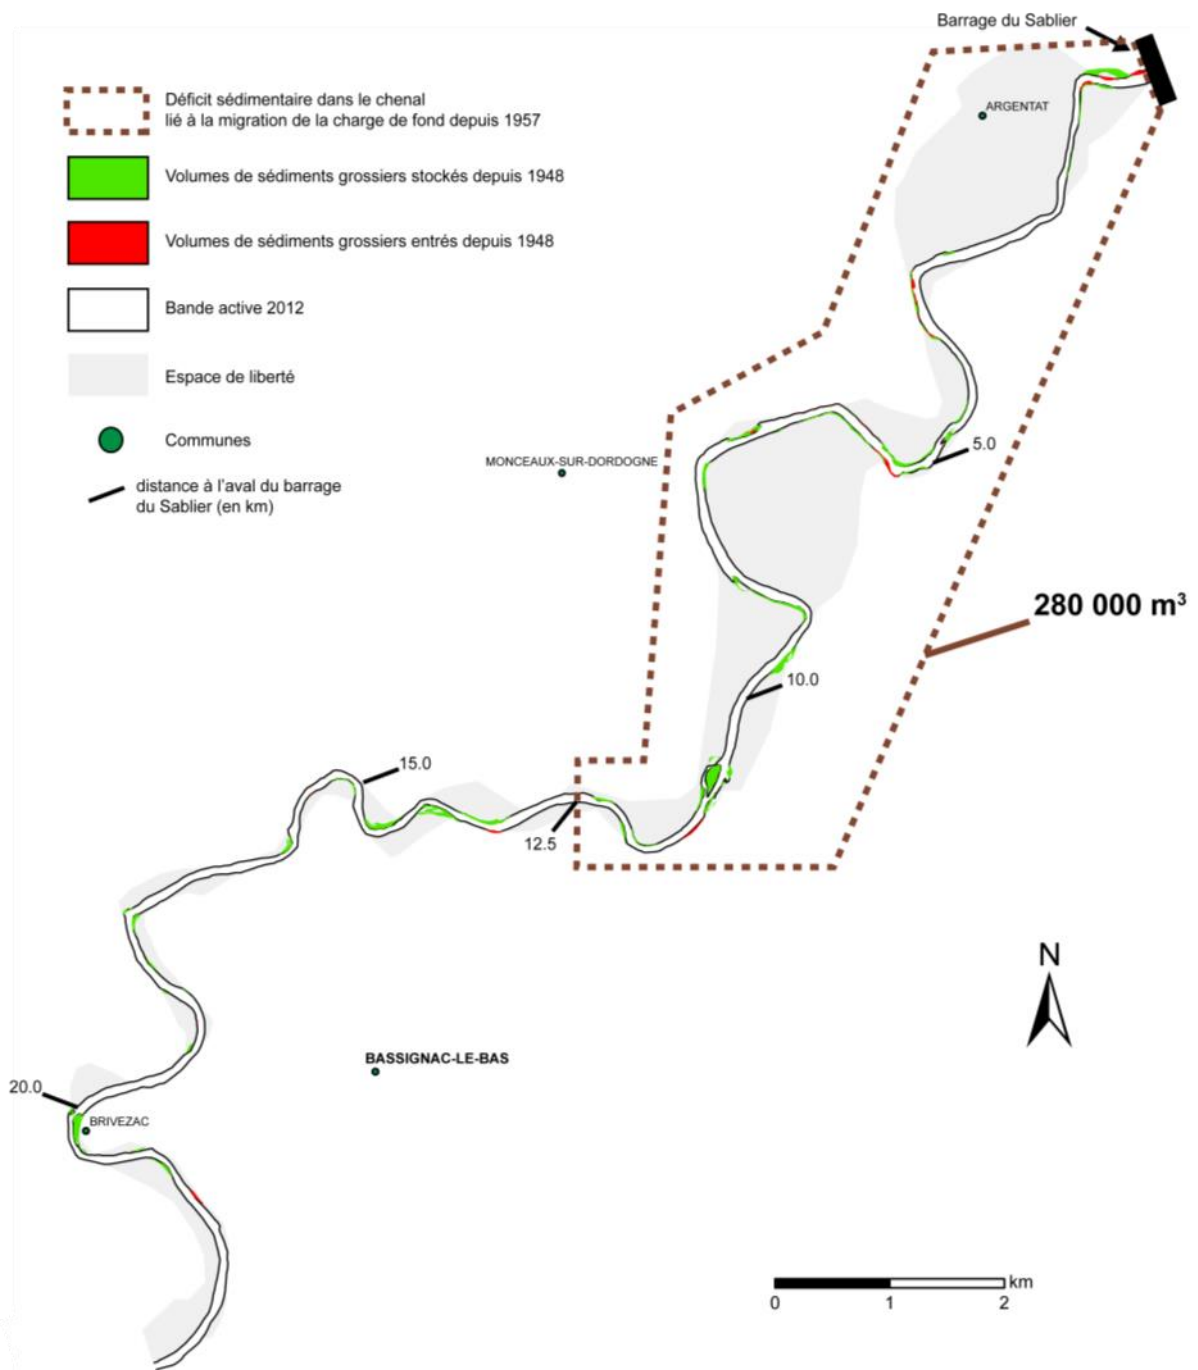 Barrage du Sablier
Déficit sédimentaire dans le chenal
lié à la migration de la charge de fond depuis 1957
ARGENTAT
Volumes de sédiments grossiers stockés depuis 1948
Volumes de sédiments grossiers entrés depuis 1948
Bande active 2012
Espace de liberté
Communes
5.0
MONCEAUX-SUR-DORDOGNE
distance à l'aval du barrage
du Sablier (en km)
280 000 m³
10.0
15.0
12.5
N
BASSIGNAC-LE-BAS
20.0
BRIVEZAC
km
0 1 2